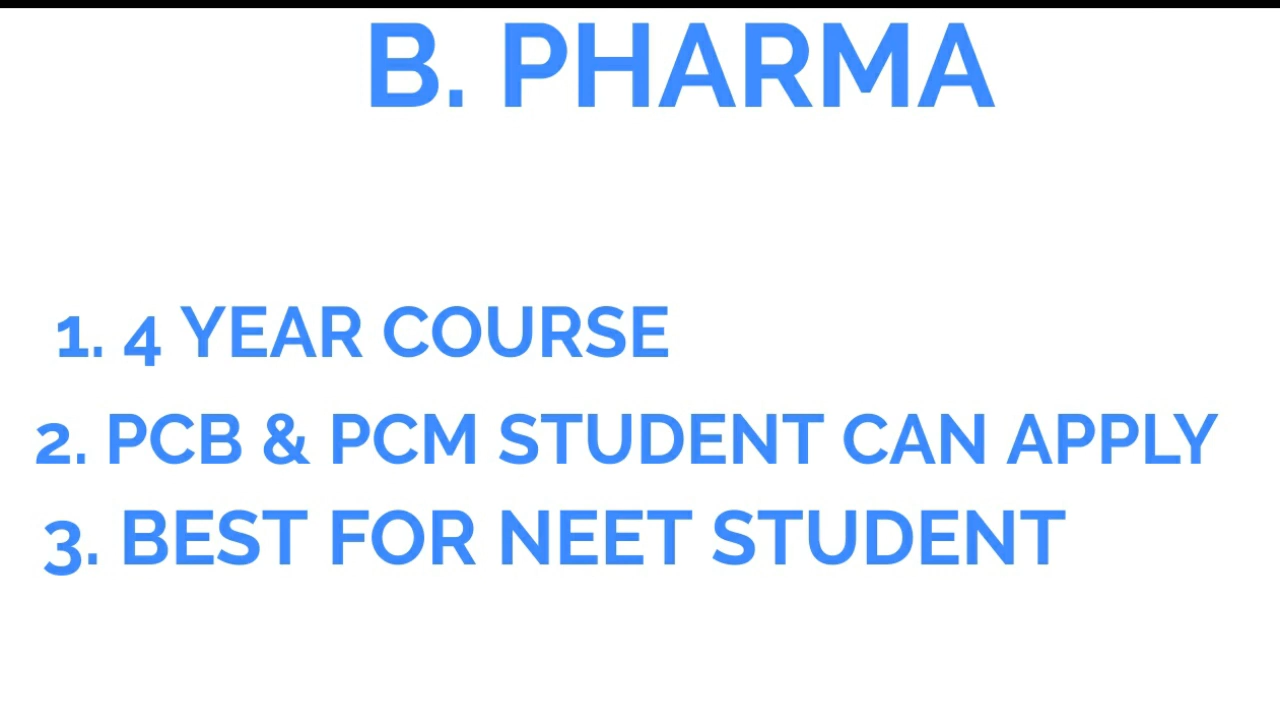 B. PHARMA
1. 4 YEAR COURSE
2. PCB & PCM STUDENT CAN APPLY
3. BEST FOR NEET STUDENT